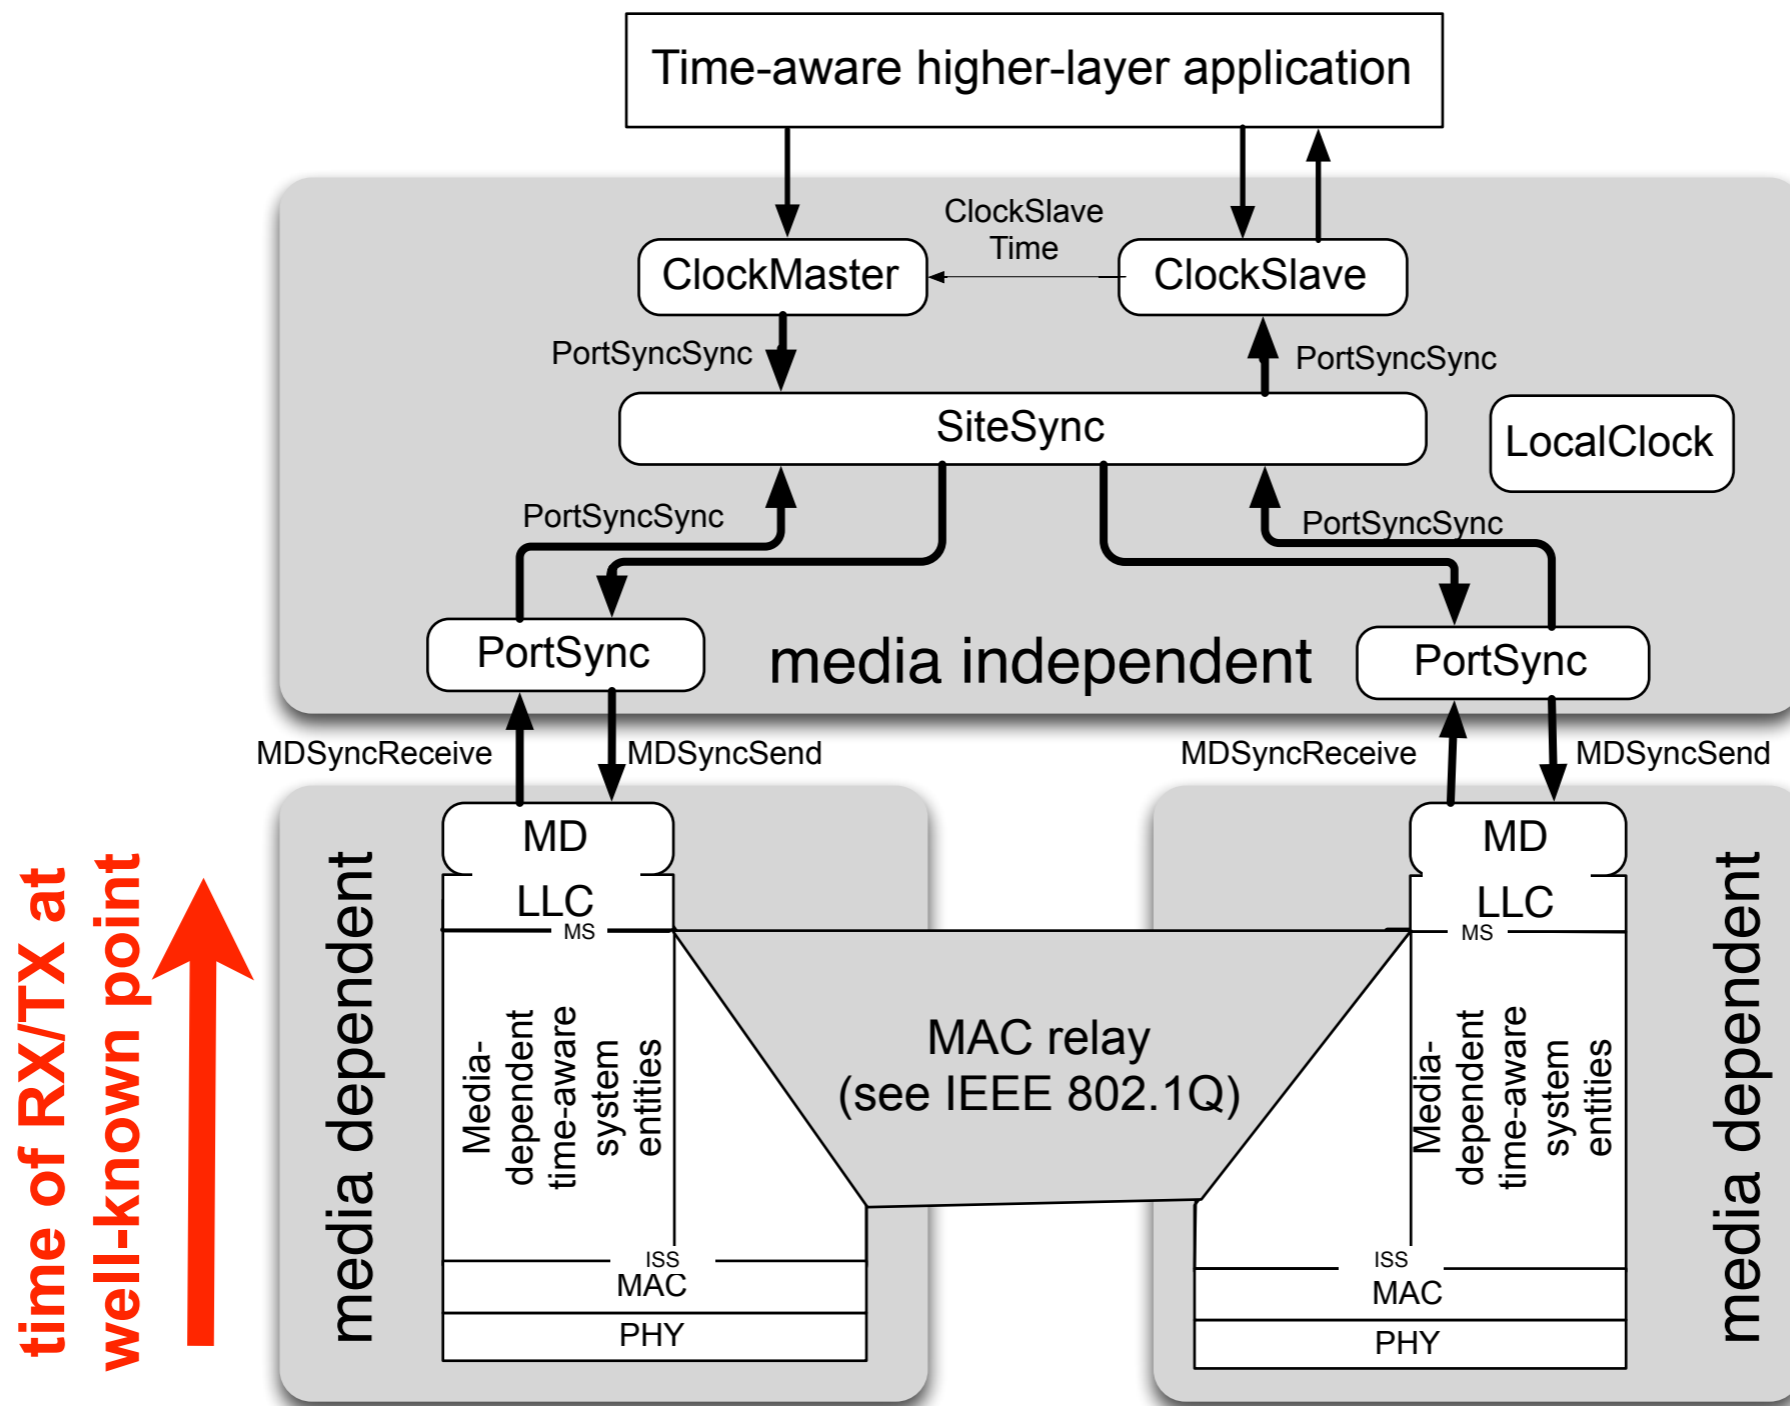 Time-aware higher-layer application
ClockSlave
Time
ClockMaster
ClockSlave
PortSyncSync
PortSyncSync
SiteSync
LocalClock
PortSyncSync
PortSyncSync
PortSync
media independent
PortSync
MDSyncReceive
MDSyncSend
MDSyncReceive
MDSyncSend
time of RX/TX at
well-known point
media dependent
MD
LLC
MS
Media-
dependent
time-aware
system
entities
ISS
MAC
PHY
MAC relay
(see IEEE 802.1Q)
MD
LLC
MS
Media-
dependent
time-aware
system
entities
ISS
MAC
PHY
media dependent